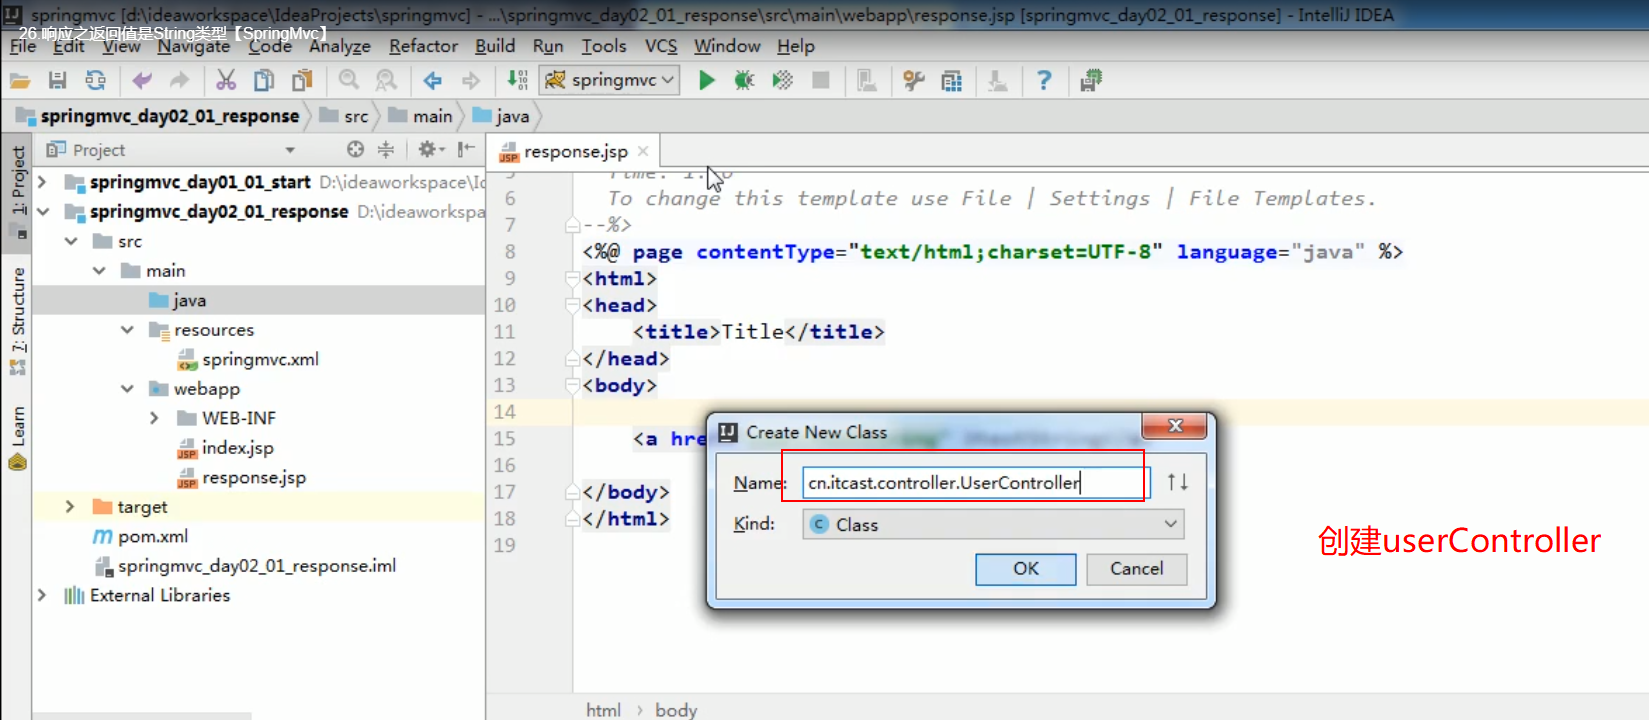 springmvc [d:\ideaworkspace\IdeaProjects\springmvc] - ...\springmvc_day02_01_response\src\main\webapp\response.jsp [springmvc_day02_01_response] - IntelliJ IDEA
26.响应之返回值是String类型【SpringMvc】
File Edit View Navigate Code Analyze Refactor Build Run Tools VCS Window Help
springmvc
springmvc_day02_01_response src main java
1: Project
7: Structure
Learn
Project
springmvc_day01_01_start D:\ideaworkspace\Ic
springmvc_day02_01_response D:\ideaworkspa
src
main
java
resources
springmvc.xml
webapp
WEB-INF
index.jsp
response.jsp
target
pom.xml
springmvc_day02_01_response.iml
External Libraries
response.jsp
6 To change this template use File | Settings | File Templates.
7 --%>
8 <%@ page contentType="text/html;charset=UTF-8" language="java" %>
9 <html>
10 <head>
11 <title>Title</title>
12 </head>
13 <body>
14
15 <a hre
16
17 </body>
18 </html>
19
Create New Class
Name: cn.itcast.controller.UserController
Kind: Class
OK Cancel
创建userController
html body